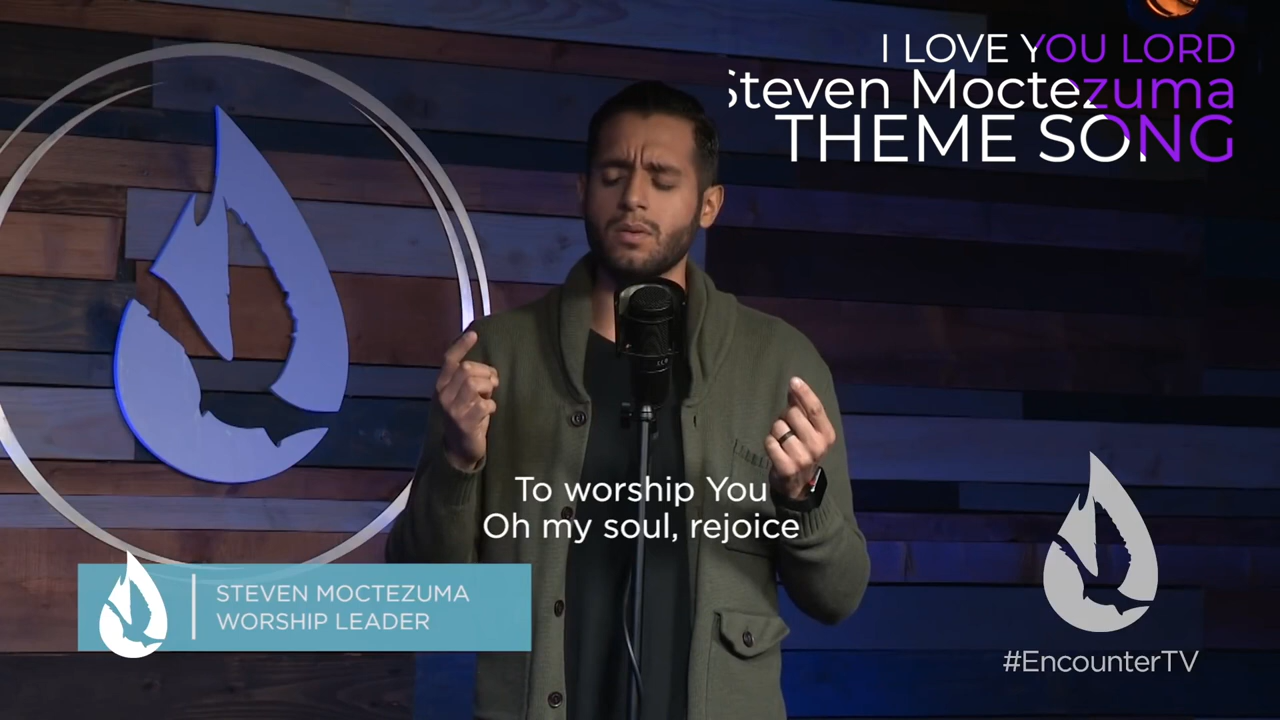 I LOVE YOU LORD
Steven Moctezuma
THEME SONG
To worship You
Oh my soul, rejoice
STEVEN MOCTEZUMA
WORSHIP LEADER
#EncounterTV